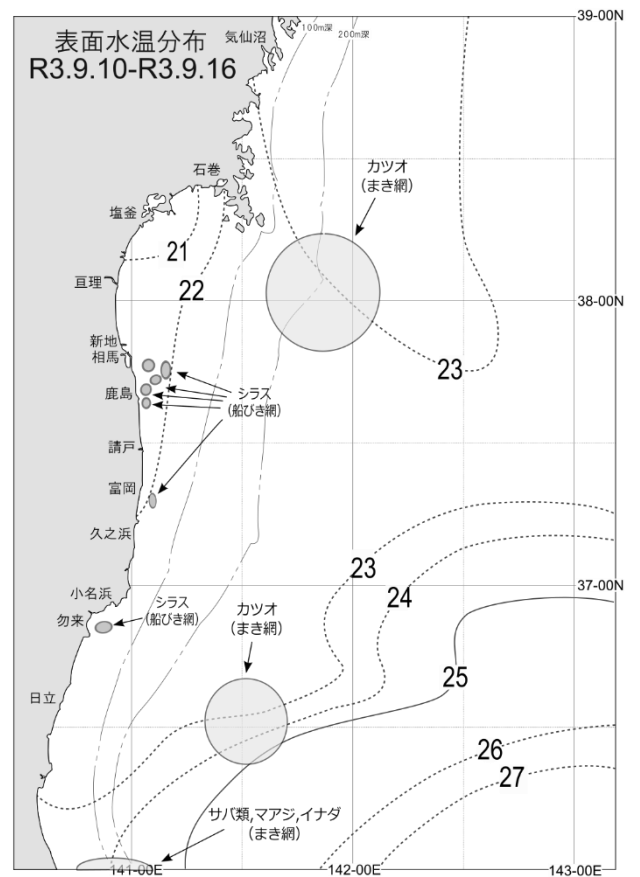 表面水温分布
R3.9.10-R3.9.16
気仙沼
100m深
200m深
39-00N
石巻
カツオ
(まき網)
塩釜
21
亘理
22
38-00N
新地
相馬
23
鹿島
シラス
(船びき網)
請戸
富岡
久之浜
23
24
37-00N
小名浜
勿来
シラス
(船びき網)
カツオ
(まき網)
25
日立
26
27
サバ類,マアジ,イナダ
(まき網)
141-00E
142-00E
143-00E